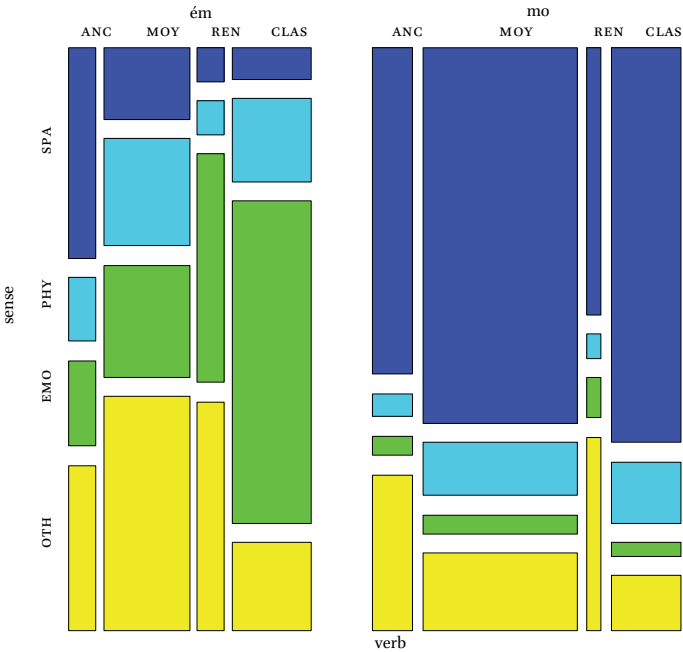 ém mo
ANC MOY REN CLAS ANC MOY REN CLAS
SPA
PHY
EMO
OTH
sense
verb